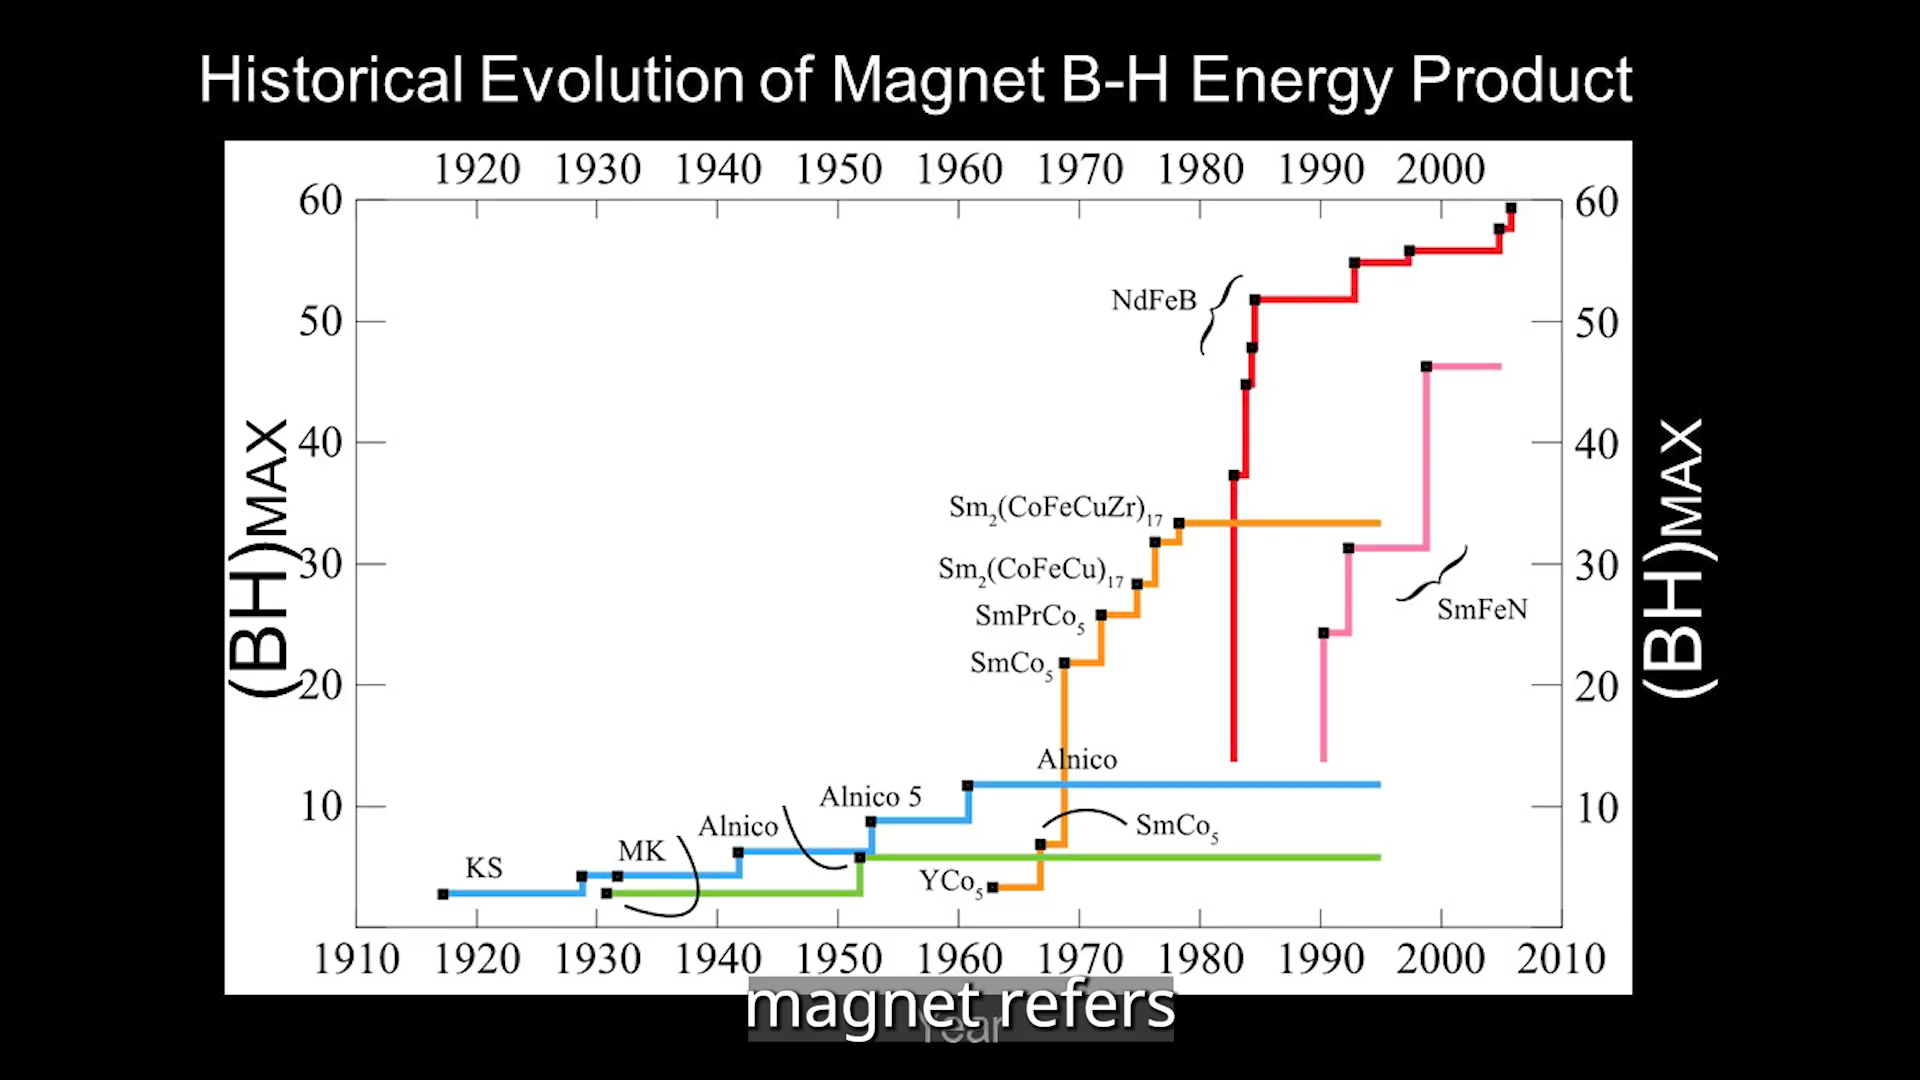 Historical Evolution of Magnet B-H Energy Product
1920 1930 1940 1950 1960 1970 1980 1990 2000
60 60
NdFeB
50 50
40 40
(BH)MAX (BH)MAX
Sm₂(CoFeCuZr)₁₇
Sm₂(CoFeCu)₁₇
30 30
SmPrCo₅
SmFeN
SmCo₅
20 20
Alnico
Alnico 5
10 10
Alnico
SmCo₅
MK
KS
YCo₅
1910 1920 1930 1940 1950 1960 1970 1980 1990 2000 2010
magnet refers
Year